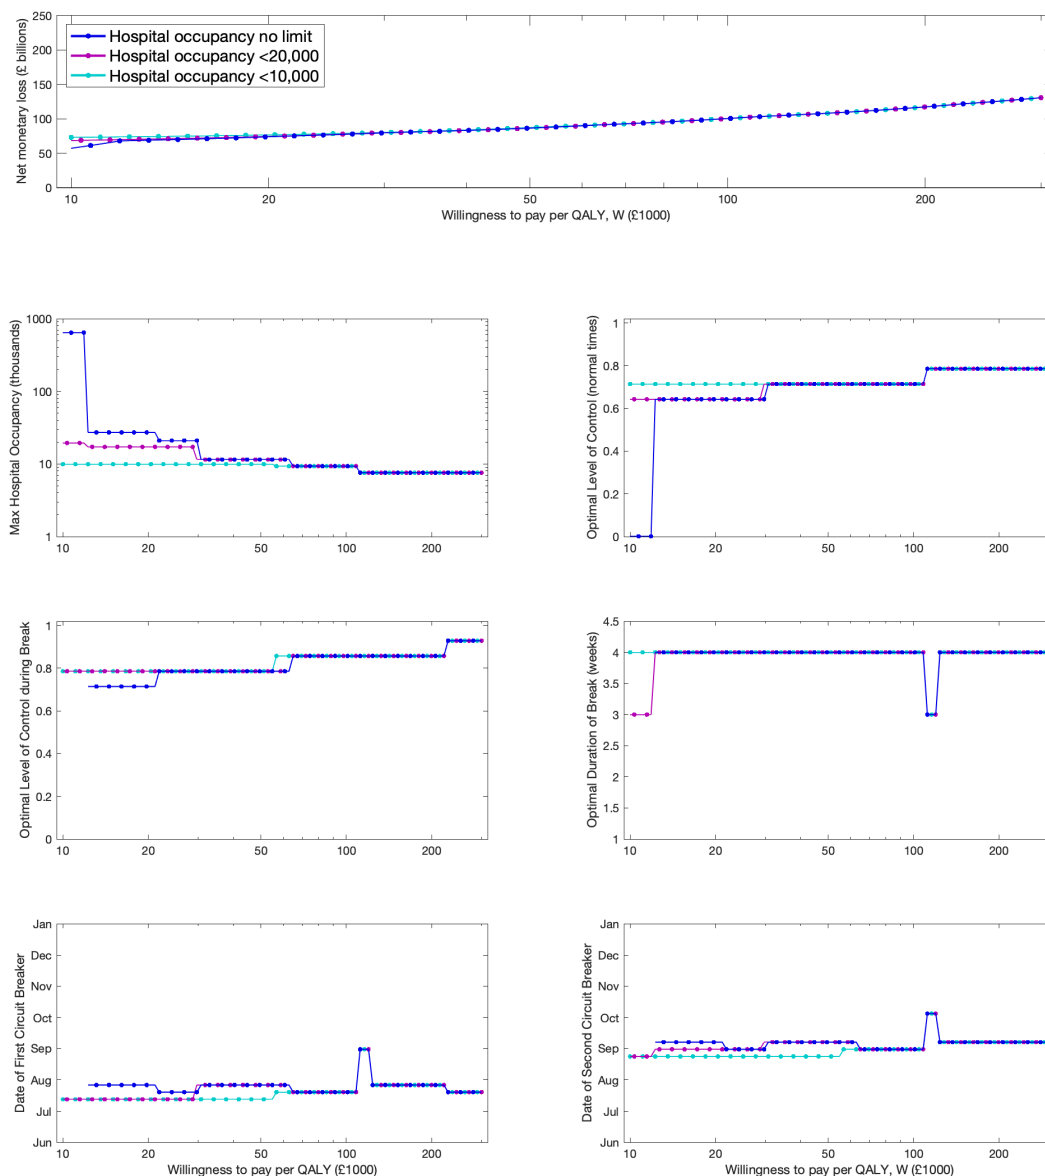 Net monetary loss (£ billions)
250
200
150
100
50
0
Hospital occupancy no limit
Hospital occupancy <20,000
Hospital occupancy <10,000
10
20
50
100
200
Willingness to pay per QALY, W (£1000)
Max Hospital Occupancy (thousands)
1000
100
10
1
10
20
50
100
200
Optimal Level of Control (normal times)
1
0.8
0.6
0.4
0.2
0
10
20
50
100
200
Optimal Level of Control during Break
1
0.8
0.6
0.4
0.2
0
10
20
50
100
200
Optimal Duration of Break (weeks)
4.5
4
3.5
3
2.5
2
1.5
1
10
20
50
100
200
Date of First Circuit Breaker
Jan
Dec
Nov
Oct
Sep
Aug
Jul
Jun
10
20
50
100
200
Willingness to pay per QALY (£1000)
Date of Second Circuit Breaker
Jan
Dec
Nov
Oct
Sep
Aug
Jul
Jun
10
20
50
100
200
Willingness to pay per QALY, W (£1000)